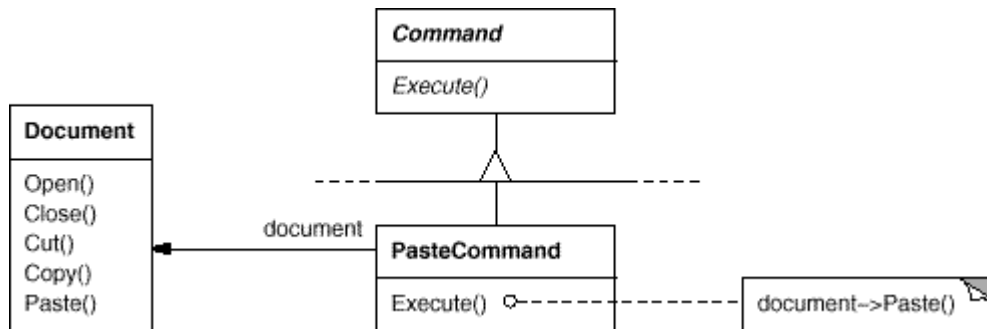 Command
Execute()
Document
Open()
Close()
Cut()
Copy()
Paste()
document
PasteCommand
Execute()
document->Paste()